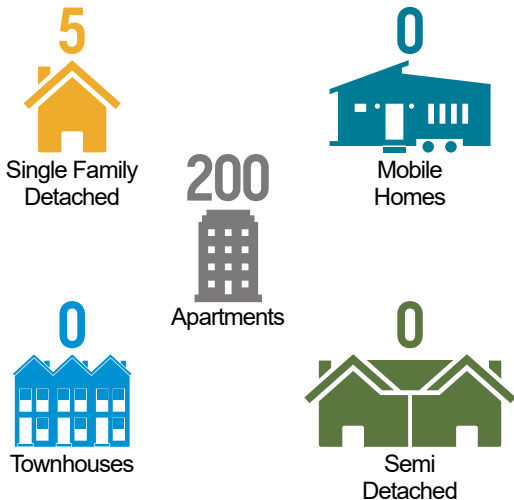 5
Single Family
Detached
0
Mobile
Homes
200
Apartments
0
Townhouses
0
Semi
Detached